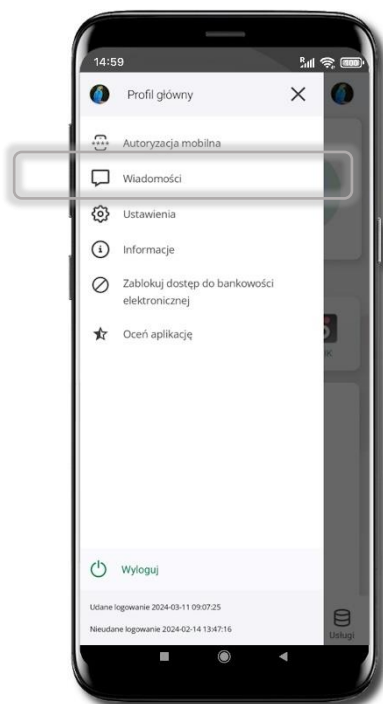 14:59
Profil główny
Autoryzacja mobilna
Wiadomości
Ustawienia
Informacje
Zablokuj dostęp do bankowości
elektronicznej
Oceń aplikację
Wyloguj
Udane logowanie 2024-03-11 09:07:25
Nieudane logowanie 2024-02-14 13:47:16
Usługi